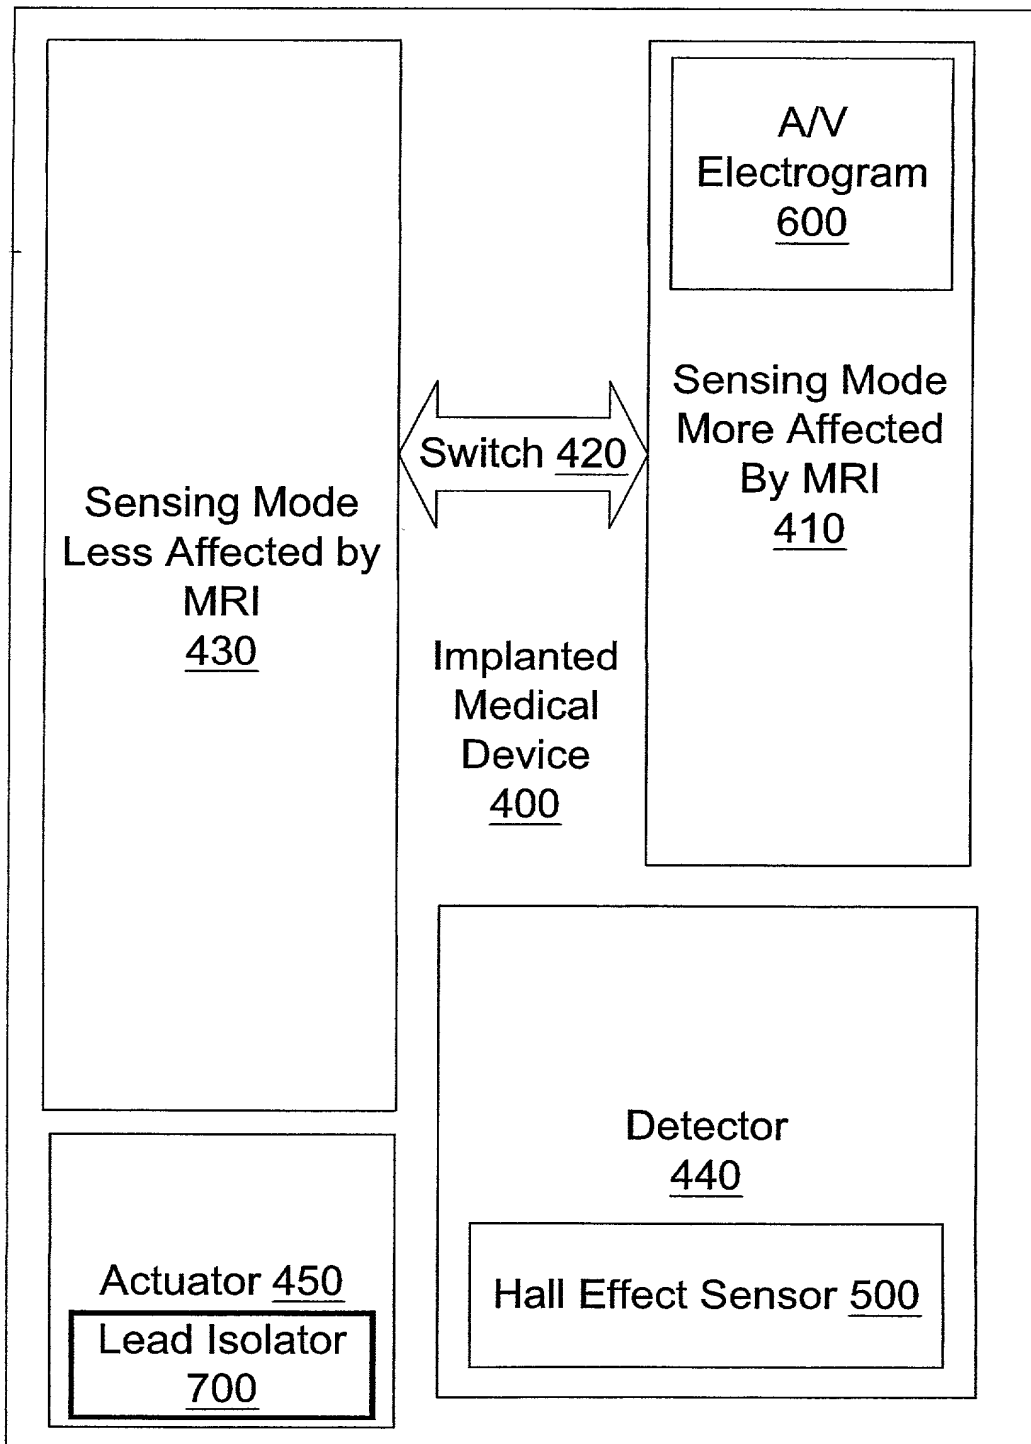 A/V
Electrogram
600
Sensing Mode
More Affected
By MRI
410
Switch 420
Sensing Mode
Less Affected by
MRI
430
Implanted
Medical
Device
400
Detector
440
Hall Effect Sensor 500
Actuator 450
Lead Isolator
700